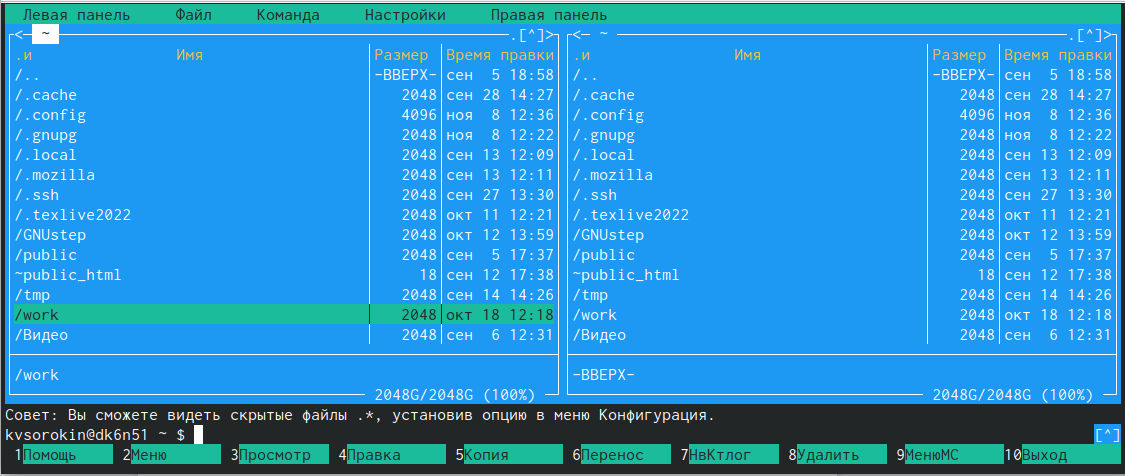 Левая панель Файл Команда Настройки Правая панель
<- ~ .[^]> <- ~ .[^]>
.и Имя Размер Время правки .и Имя Размер Время правки
/.. -ВВЕРХ- сен 5 18:58 /.. -ВВЕРХ- сен 5 18:58
/.cache 2048 сен 28 14:27 /.cache 2048 сен 28 14:27
/.config 4096 ноя 8 12:36 /.config 4096 ноя 8 12:36
/.gnupg 2048 ноя 8 12:22 /.gnupg 2048 ноя 8 12:22
/.local 2048 сен 13 12:09 /.local 2048 сен 13 12:09
/.mozilla 2048 сен 13 12:11 /.mozilla 2048 сен 13 12:11
/.ssh 2048 сен 27 13:30 /.ssh 2048 сен 27 13:30
/.texlive2022 2048 окт 11 12:21 /.texlive2022 2048 окт 11 12:21
/GNUstep 2048 окт 12 13:59 /GNUstep 2048 окт 12 13:59
/public 2048 сен 5 17:37 /public 2048 сен 5 17:37
~public_html 18 сен 12 17:38 ~public_html 18 сен 12 17:38
/tmp 2048 сен 14 14:26 /tmp 2048 сен 14 14:26
/work 2048 окт 18 12:18 /work 2048 окт 18 12:18
/Видео 2048 сен 6 12:31 /Видео 2048 сен 6 12:31
/work -ВВЕРХ-
2048G/2048G (100%) 2048G/2048G (100%)
Совет: Вы сможете видеть скрытые файлы .*, установив опцию в меню Конфигурация.
kvsorokin@dk6n51 ~ $ [^]
1Помощь 2Меню 3Просмотр 4Правка 5Копия 6Перенос 7НвКтлог 8Удалить 9МенюМС 10Выход